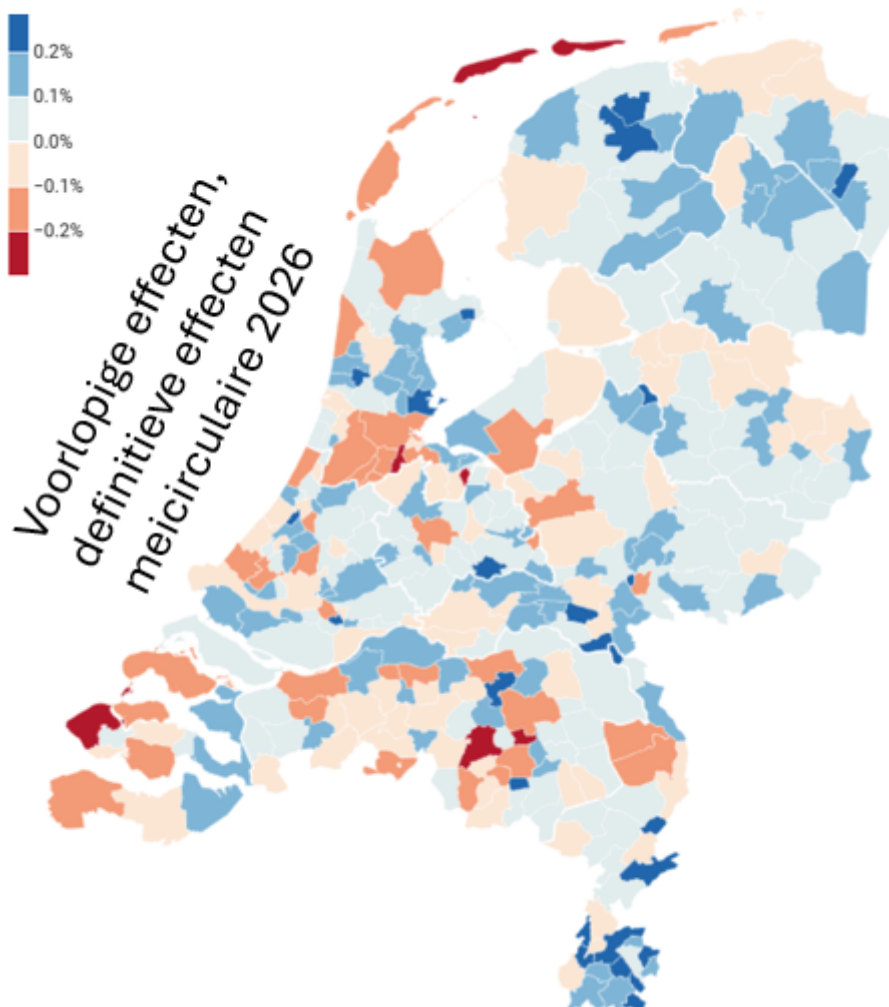 0.2%
0.1%
0.0%
−0.1%
−0.2%
Voorlopige effecten,
definitieve effecten
meicirculaire 2026